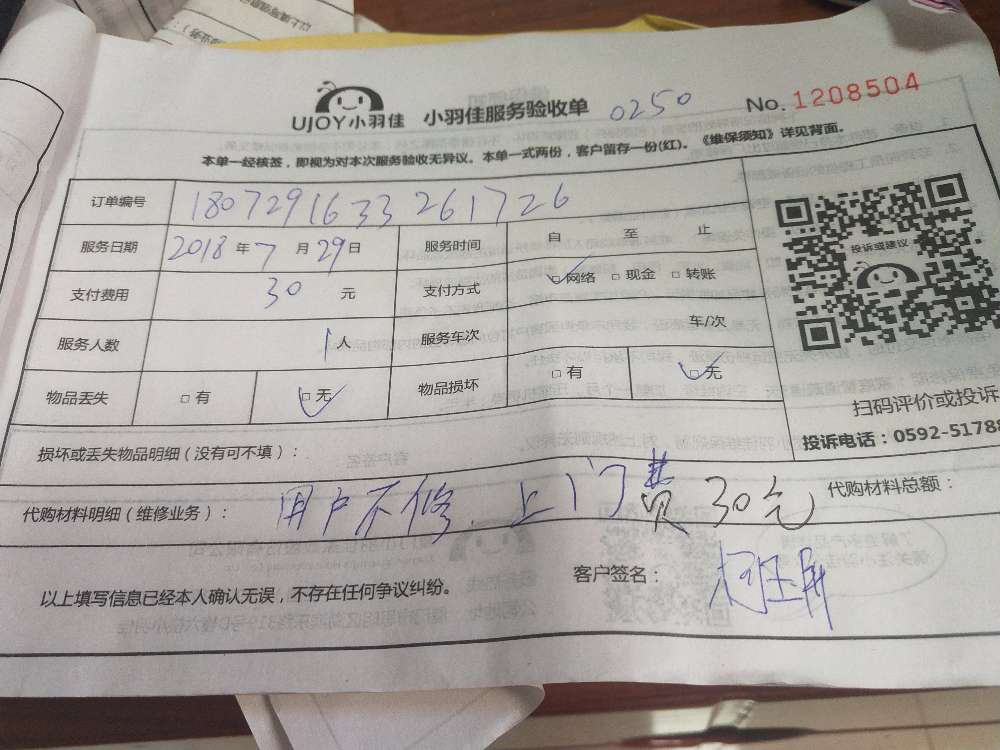 UJOY小羽佳 小羽佳服务验收单 0250 No. 1208504
本单一经核签，即视为对本次服务验收无异议。本单一式两份，客户留存一份(红)。《维保须知》详见背面。
订单编号 1807291633261726
服务日期 2018 年 7 月 29 日 服务时间 自 至 止
支付费用 30 元 支付方式 □网络 □现金 □转账
服务人数 1 人 服务车次 车/次
物品丢失 □有 □无 物品损坏 □有 □无
投诉或建议
扫码评价或投诉
投诉电话：0592-51788
损坏或丢失物品明细（没有可不填）：
代购材料明细（维修业务）： 用户不修．上门费30元 代购材料总额：
以上填写信息已经本人确认无误，不存在任何争议纠纷。 客户签名：